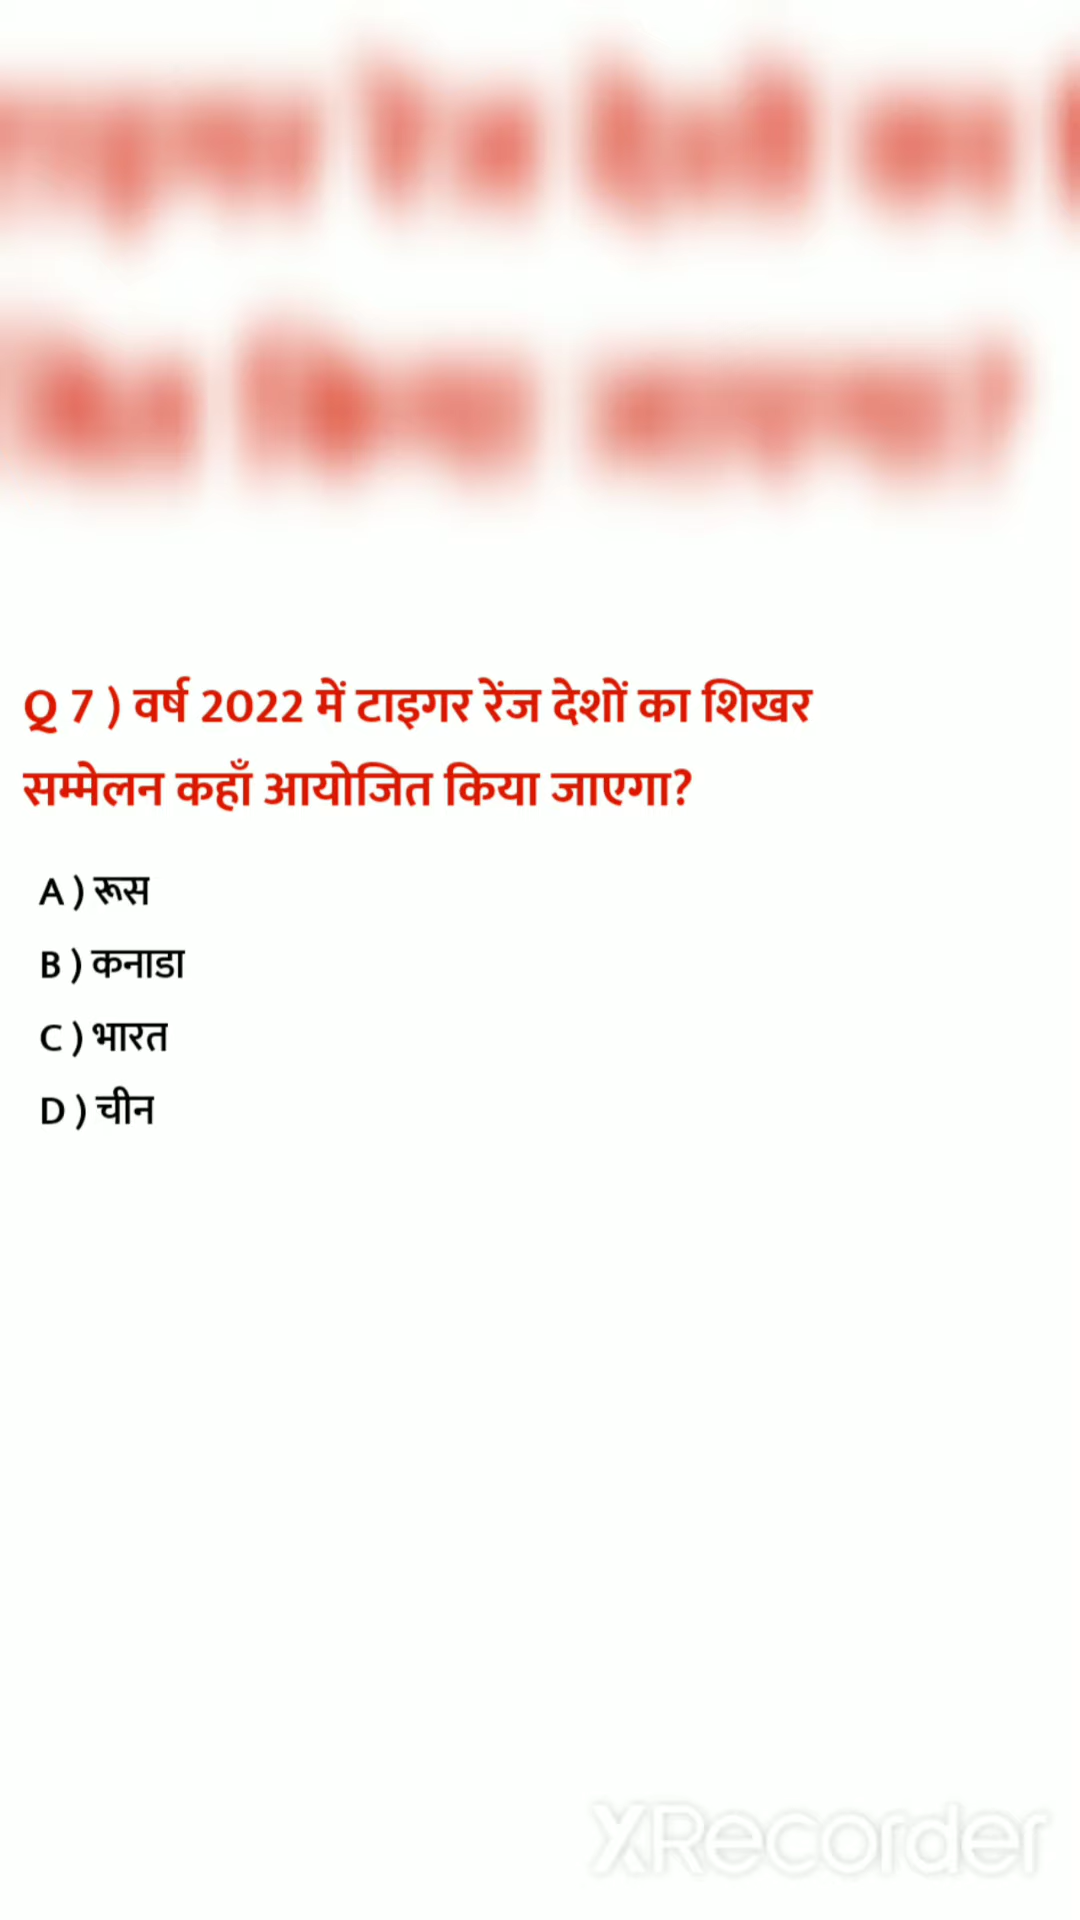 Q 7 ) वर्ष 2022 में टाइगर रेंज देशों का शिखर
सम्मेलन कहाँ आयोजित किया जाएगा?
A ) रूस
B ) कनाडा
C ) भारत
D ) चीन
XRecorder